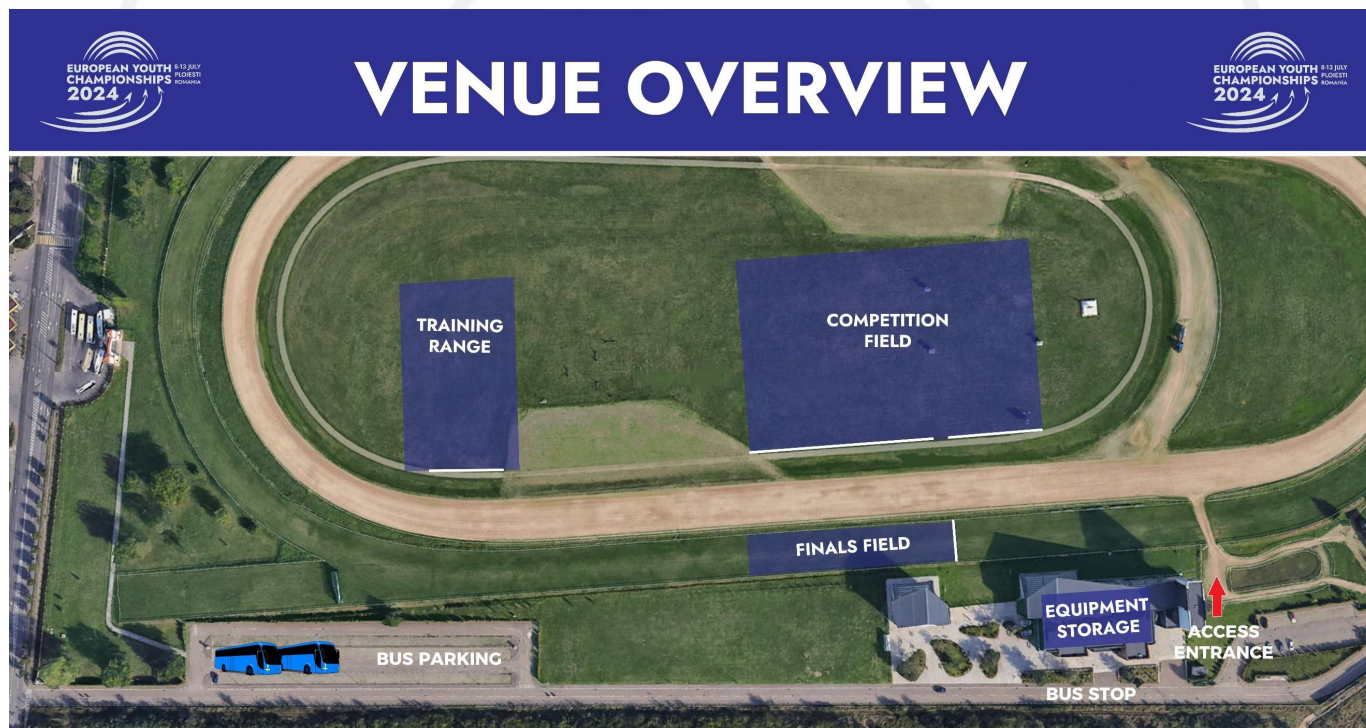 EUROPEAN YOUTH
CHAMPIONSHIPS
2024
8-13 JULY
PLOIESTI
ROMANIA
VENUE OVERVIEW
EUROPEAN YOUTH
CHAMPIONSHIPS
2024
8-13 JULY
PLOIESTI
ROMANIA
TRAINING
RANGE
COMPETITION
FIELD
FINALS FIELD
EQUIPMENT
STORAGE
ACCESS
ENTRANCE
BUS PARKING
BUS STOP